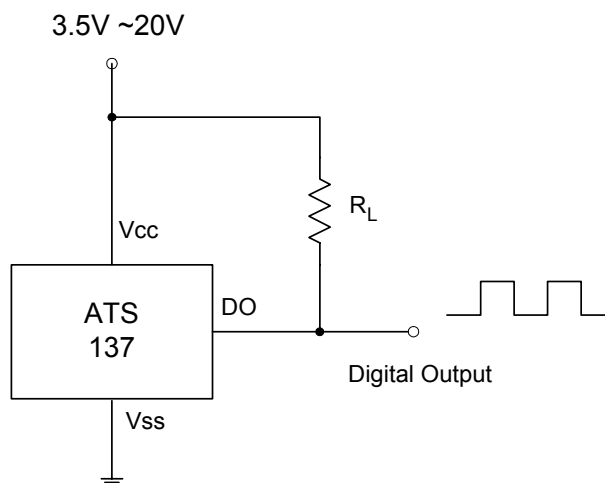 3.5V ~20V
R_L
Vcc
ATS
137
DO
Digital Output
Vss